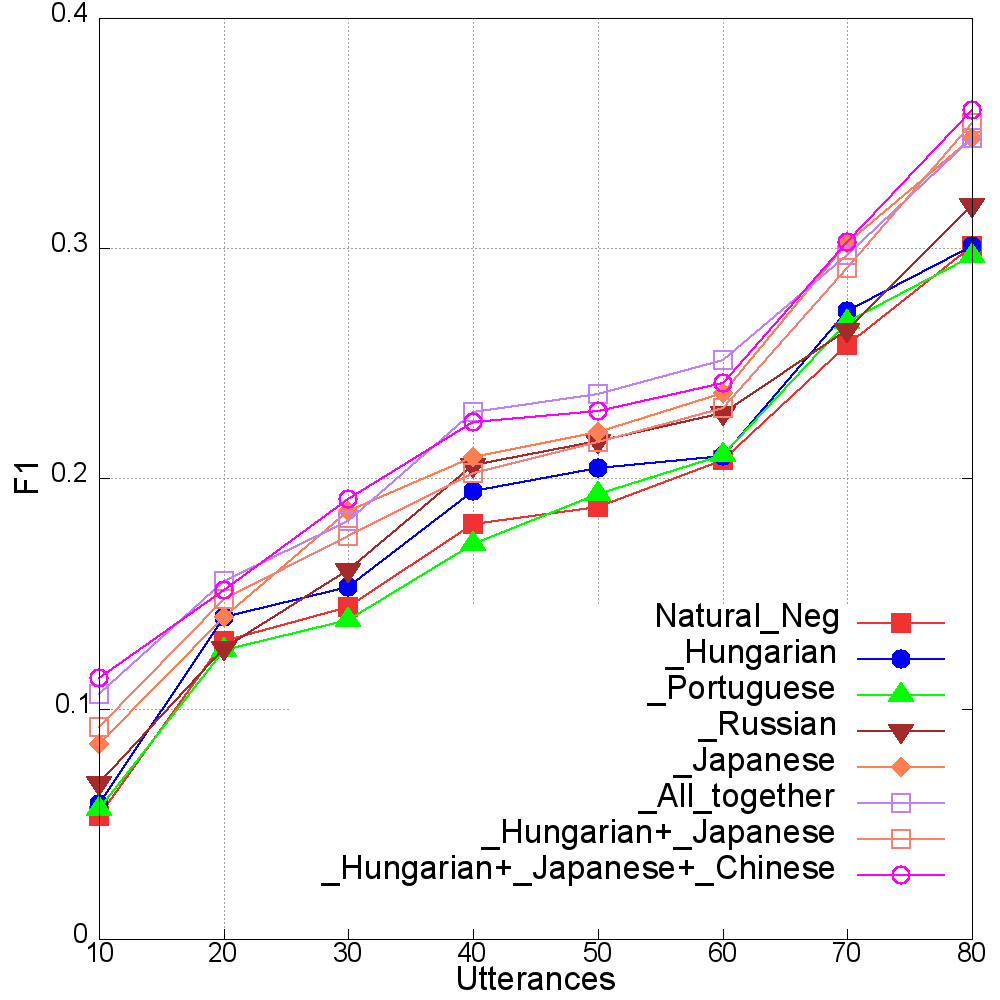 0.4
0.3
0.2
0.1
0
F1
Natural_Neg
_Hungarian
_Portuguese
_Russian
_Japanese
_All_together
_Hungarian+_Japanese
_Hungarian+_Japanese+_Chinese
10 20 30 40 50 60 70 80
Utterances